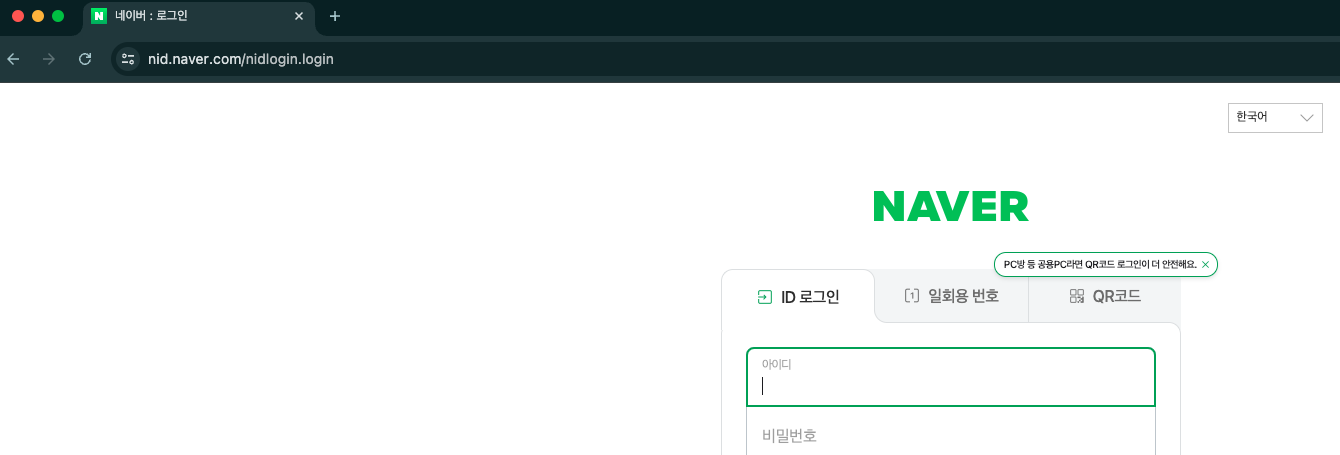 N 네이버 : 로그인
nid.naver.com/nidlogin.login
한국어
NAVER
PC방 등 공용PC라면 QR코드 로그인이 더 안전해요.
ID 로그인
1 일회용 번호
QR코드
아이디
비밀번호